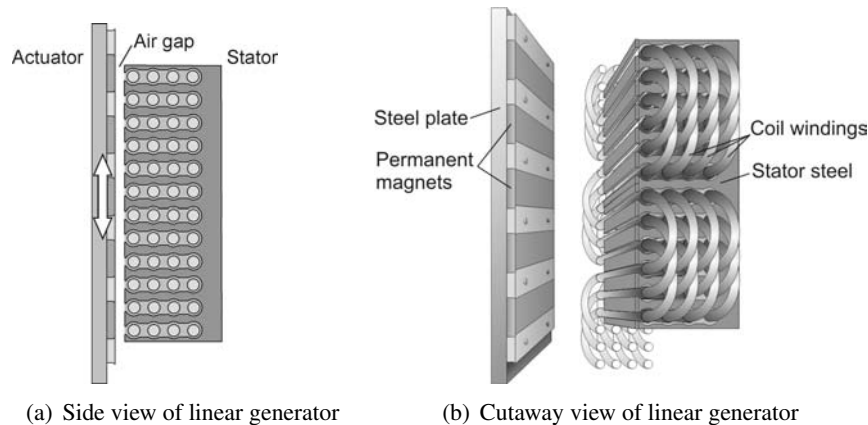 Actuator
Air gap
Stator
Steel plate
Permanent
magnets
Coil windings
Stator steel
(a) Side view of linear generator
(b) Cutaway view of linear generator